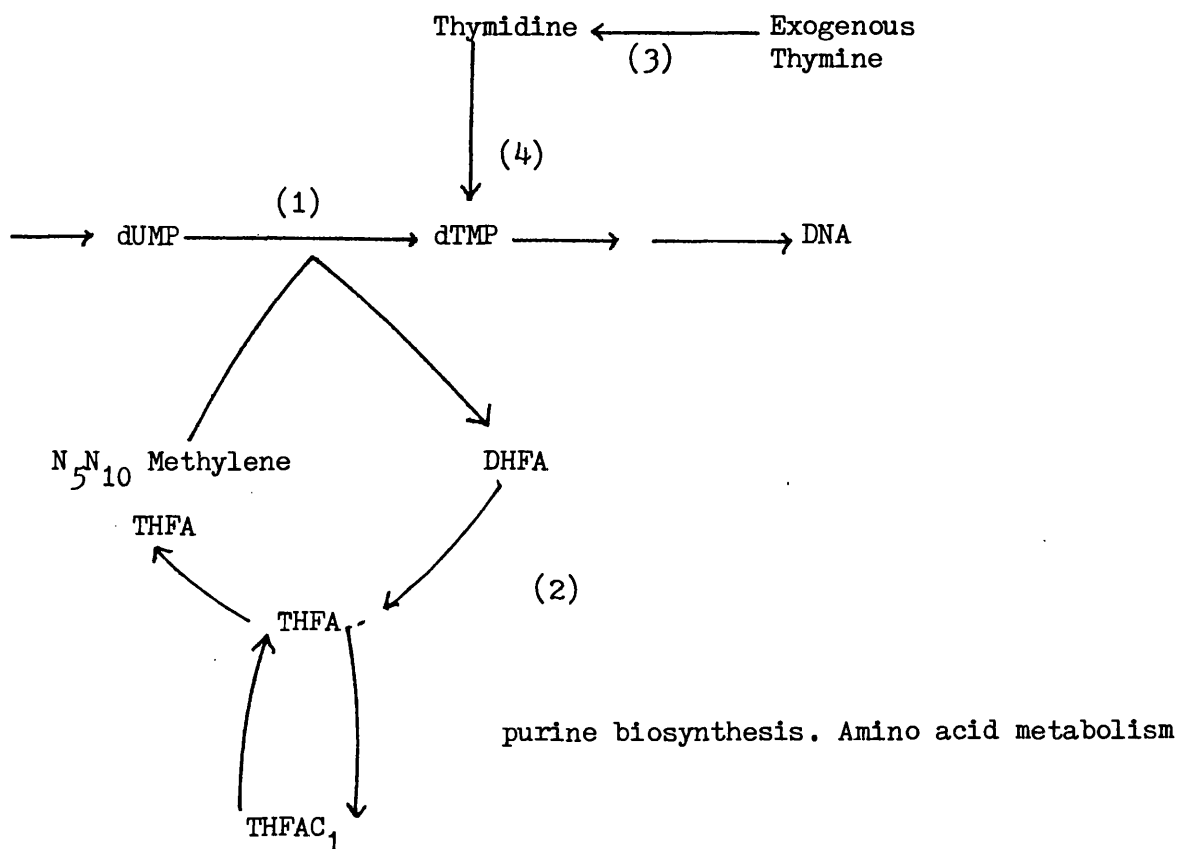 Thymidine Exogenous
(3) Thymine
(4)
(1)
dUMP dTMP DNA
N5N10 Methylene DHFA
THFA
(2)
THFA
purine biosynthesis. Amino acid metabolism
THFAC1